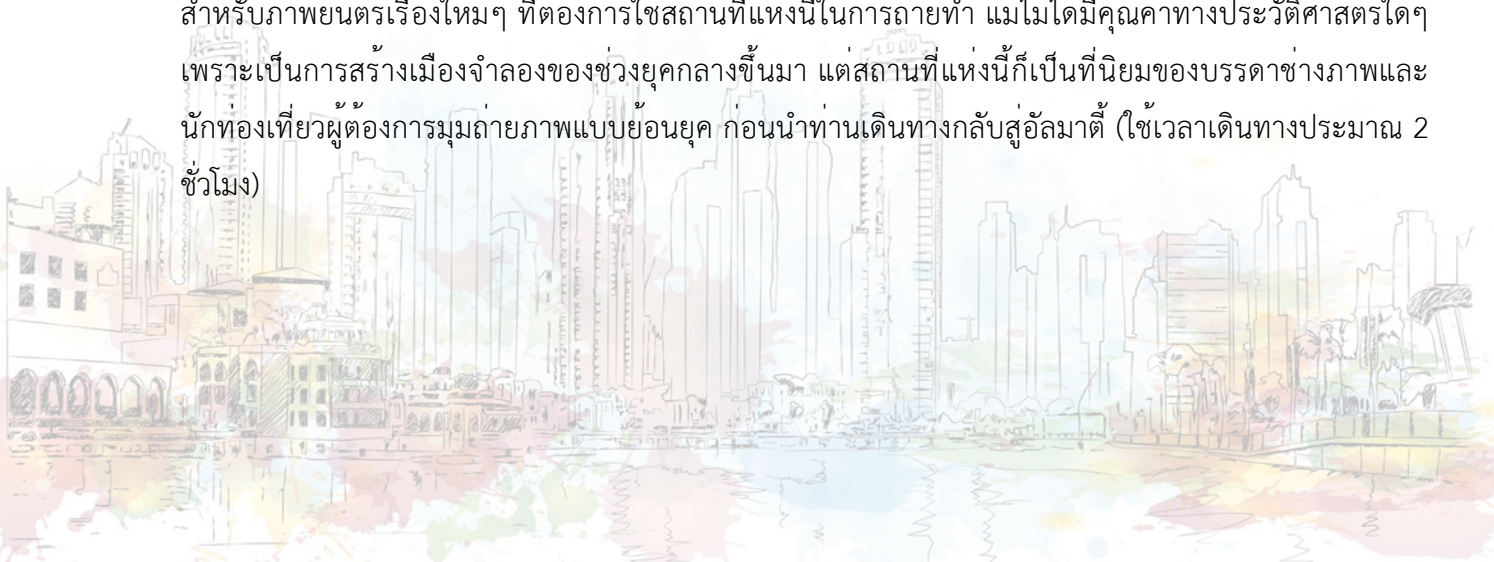 สำหรับภาพยนตร์เรื่องใหม่ๆ ที่ต้องการใช้สถานที่แห่งนี้ในการถ่ายทำ แม้ไม่ได้มีคุณค่าทางประวัติศาสตร์ใดๆ
เพราะเป็นการสร้างเมืองจำลองของช่วงยุคกลางขึ้นมา แต่สถานที่แห่งนี้ก็เป็นที่นิยมของบรรดาช่างภาพและ
นักท่องเที่ยวผู้ต้องการมุมถ่ายภาพแบบย้อนยุค ก่อนนำท่านเดินทางกลับสู่อัลมาตี้ (ใช้เวลาเดินทางประมาณ 2
ชั่วโมง)